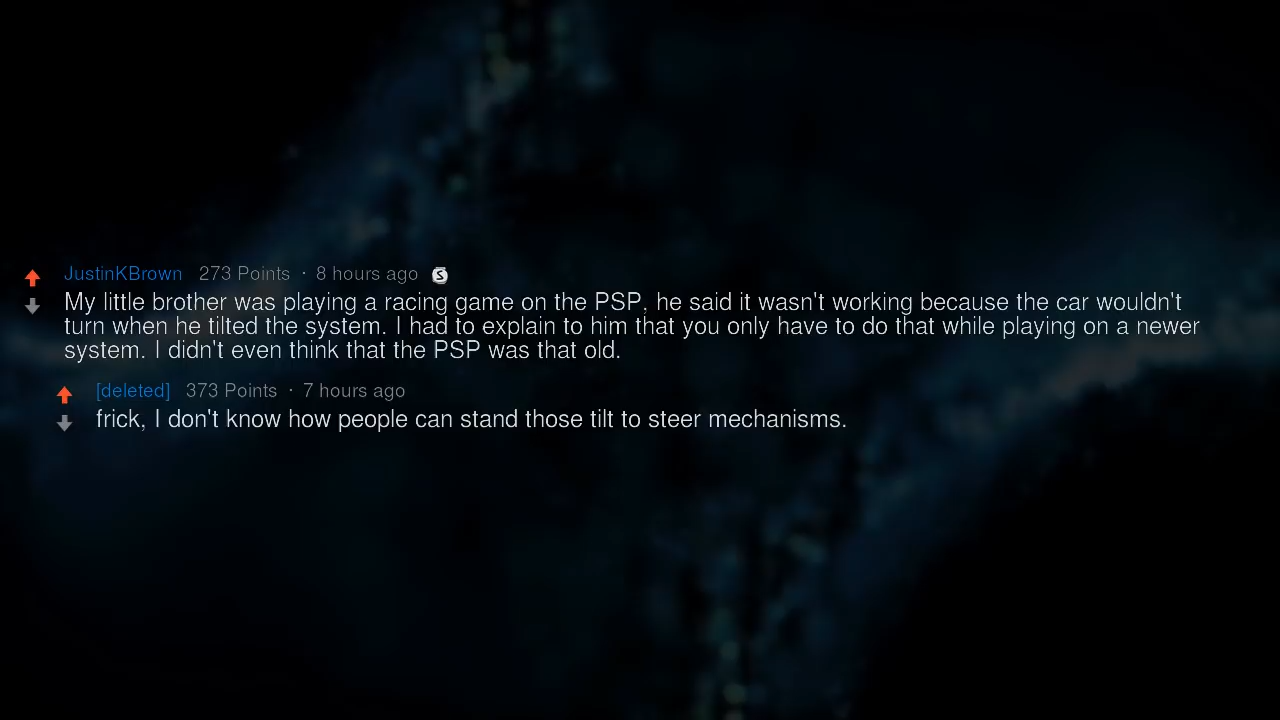 JustinKBrown 273 Points · 8 hours ago S
My little brother was playing a racing game on the PSP, he said it wasn't working because the car wouldn't
turn when he tilted the system. I had to explain to him that you only have to do that while playing on a newer
system. I didn't even think that the PSP was that old.
[deleted] 373 Points · 7 hours ago
frick, I don't know how people can stand those tilt to steer mechanisms.